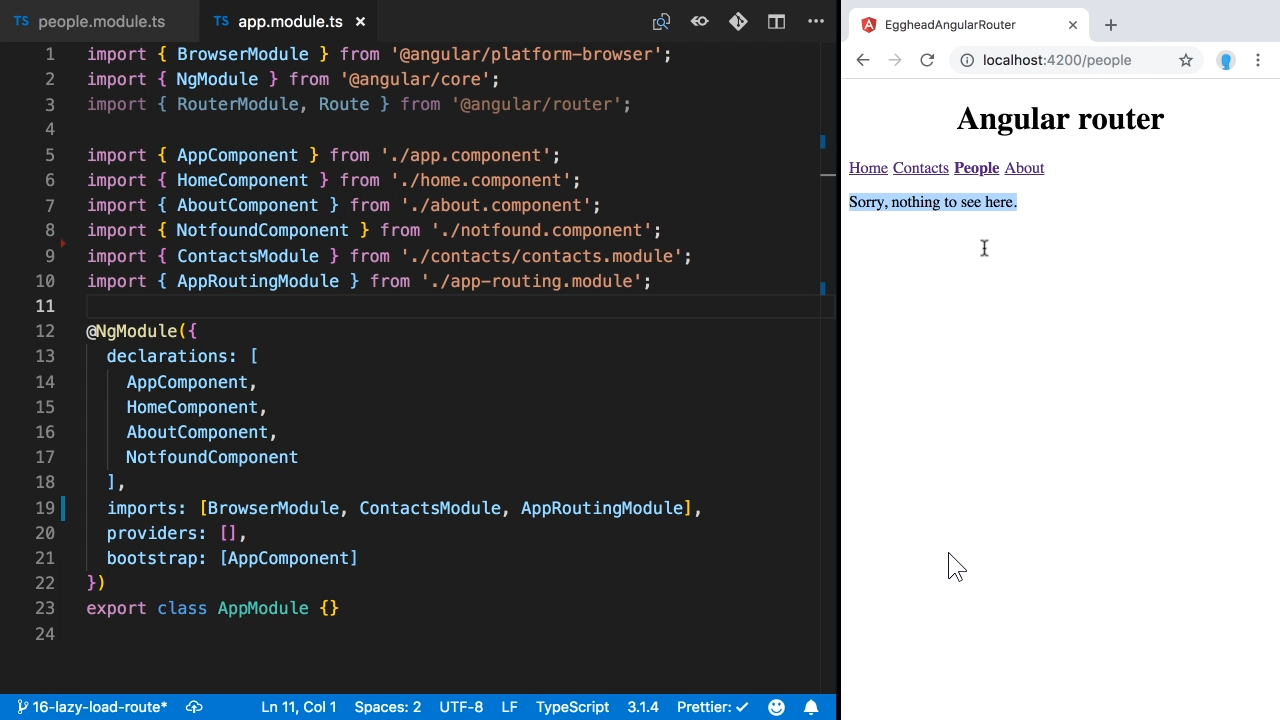 TS people.module.ts TS app.module.ts ×
1 import { BrowserModule } from '@angular/platform-browser';
2 import { NgModule } from '@angular/core';
3 import { RouterModule, Route } from '@angular/router';
4
5 import { AppComponent } from './app.component';
6 import { HomeComponent } from './home.component';
7 import { AboutComponent } from './about.component';
8 import { NotfoundComponent } from './notfound.component';
9 import { ContactsModule } from './contacts/contacts.module';
10 import { AppRoutingModule } from './app-routing.module';
11
12 @NgModule({
13 declarations: [
14 AppComponent,
15 HomeComponent,
16 AboutComponent,
17 NotfoundComponent
18 ],
19 imports: [BrowserModule, ContactsModule, AppRoutingModule],
20 providers: [],
21 bootstrap: [AppComponent]
22 })
23 export class AppModule {}
24
16-lazy-load-route* Ln 11, Col 1 Spaces: 2 UTF-8 LF TypeScript 3.1.4 Prettier: ✓
EggheadAngularRouter
localhost:4200/people
Angular router
Home Contacts People About
Sorry, nothing to see here.